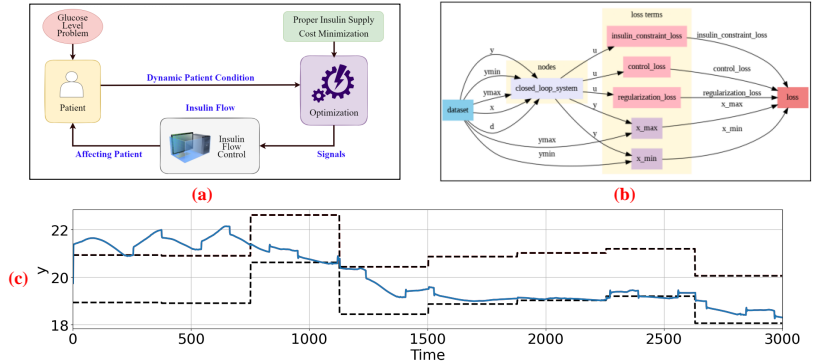 Glucose
Level
Problem
Proper Insulin Supply
Cost Minimization
Dynamic Patient Condition
Patient
Optimization
Insulin Flow
Insulin
Flow
Control
Affecting Patient
Signals
(a)
loss terms
insulin_constraint_loss
insulin_constraint_loss
y
nodes
u
control_loss
control_loss
ymin
u
ymax
closed_loop_system
u
regularization_loss
regularization_loss
loss
dataset
x
x_max
y
x_max
d
ymax
y
x_min
ymin
x_min
(b)
(c)
y
22
20
18
0
500
1000
1500
2000
2500
3000
Time